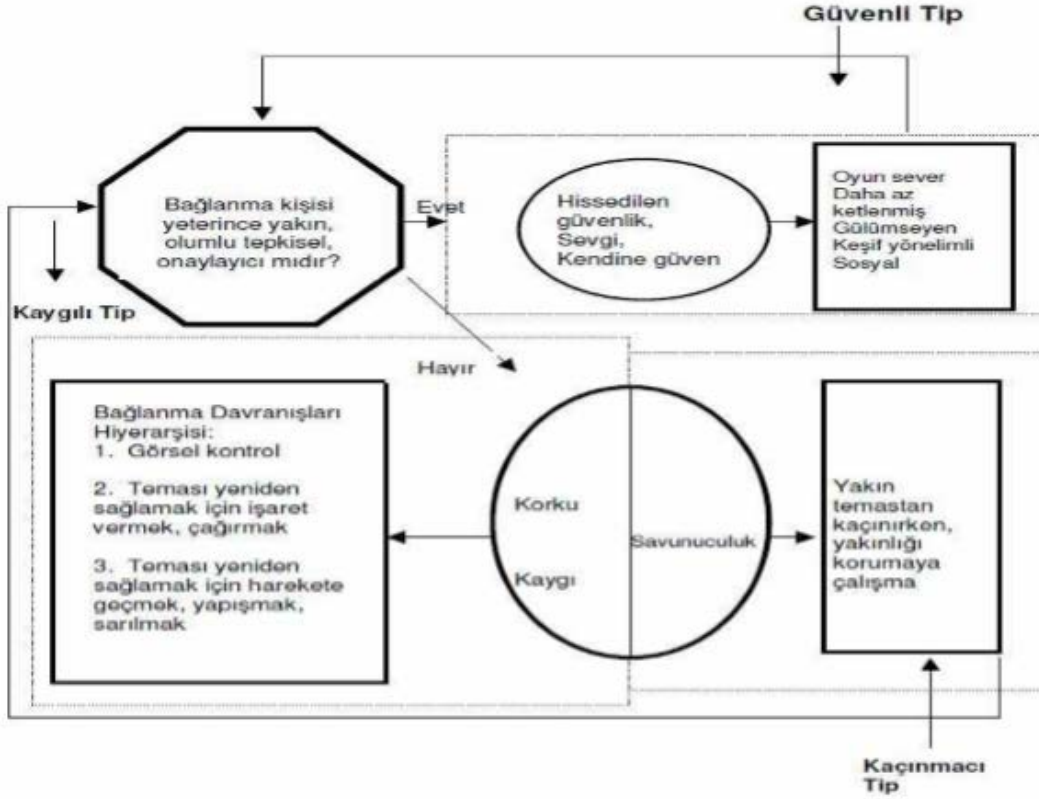 Güvenli Tip
Bağlanma kişisi
yeterince yakın,
olumlu tepkisel,
onaylayıcı mıdır?
Evet
Hissedilen
güvenlik,
Sevgi,
Kendine güven
Oyun sever
Daha az
ketlenmiş
Gülümseyen
Keşif yönelimli
Sosyal
Kaygılı Tip
Hayır
Bağlanma Davranışları
Hiyerarşisi:
1. Görsel kontrol
2. Teması yeniden
sağlamak için işaret
vermek, çağırmak
3. Teması yeniden
sağlamak için harekete
geçmek, yapışmak,
sarılmak
Korku
Kaygı
Savunuculuk
Yakın
temastan
kaçınırken,
yakınlığı
korumaya
çalışma
Kaçınmacı
Tip